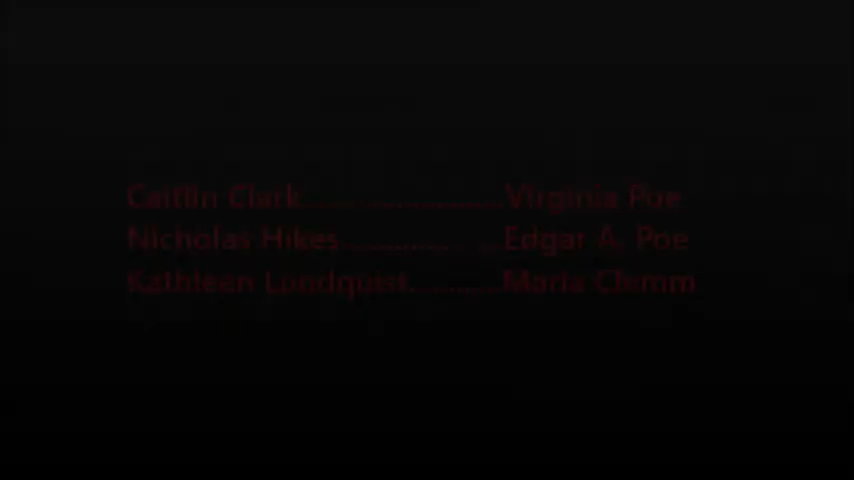 Caitlin Clark.......................Virginia Poe
Nicholas Hikes..................Edgar A. Poe
Kathleen Lundquist...........Maria Clemm